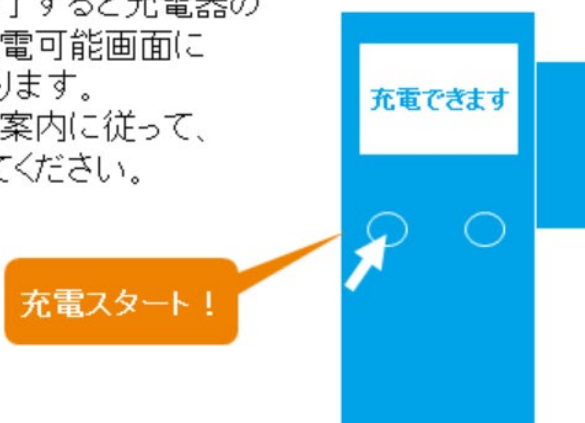 了すると充電器の
電可能画面に
ります。
案内に従って、
てください。
充電できます
充電スタート！